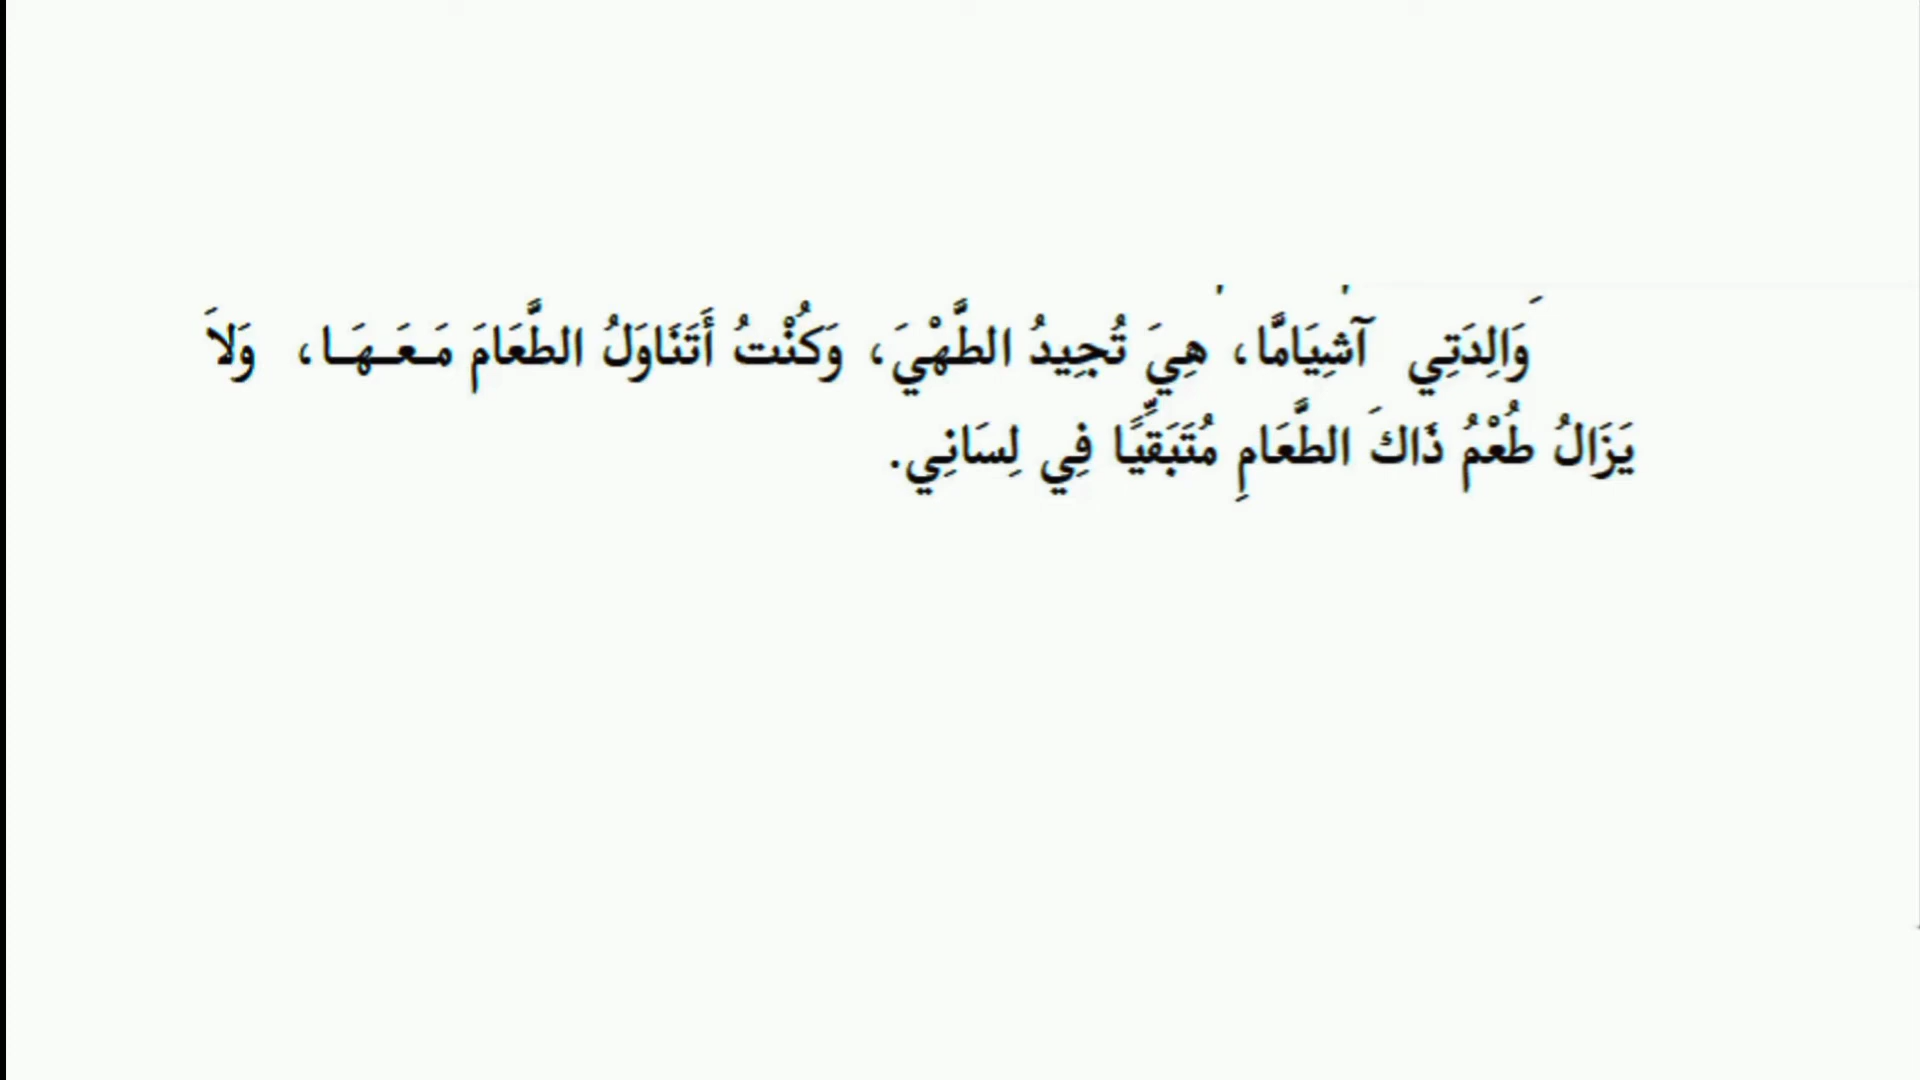 وَالِدَتِي آشِيَامَّا، هِيَ تُجِيدُ الطَّهْيَ، وَكُنْتُ أَتَنَاوَلُ الطَّعَامَ مَـعَـهَـا، وَلاَ
يَزَالُ طُعْمُ ذَاكَ الطَّعَامِ مُتَبَقِّيًا فِي لِسَانِي.